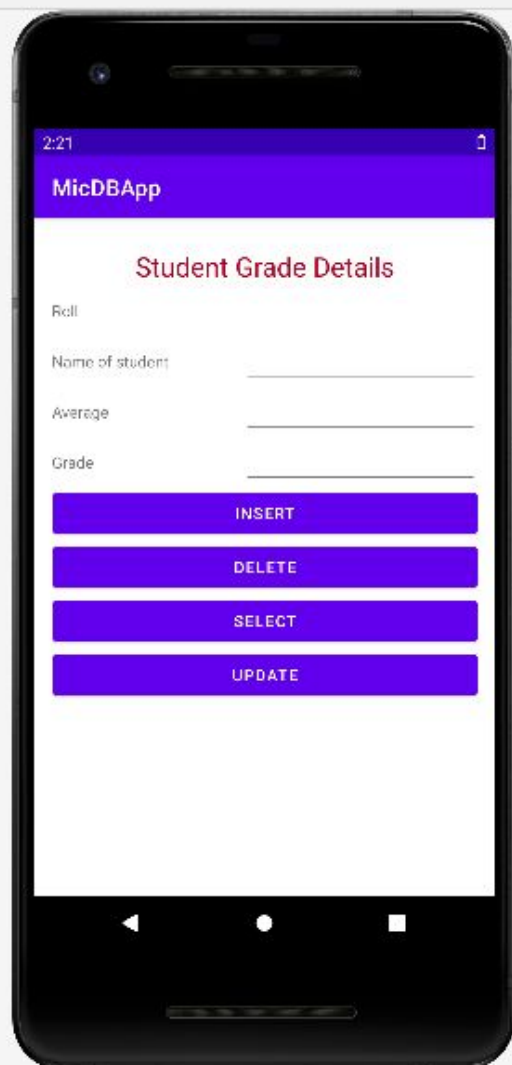 2:21
MicDBApp
Student Grade Details
Roll
Name of student
Average
Grade
INSERT
DELETE
SELECT
UPDATE